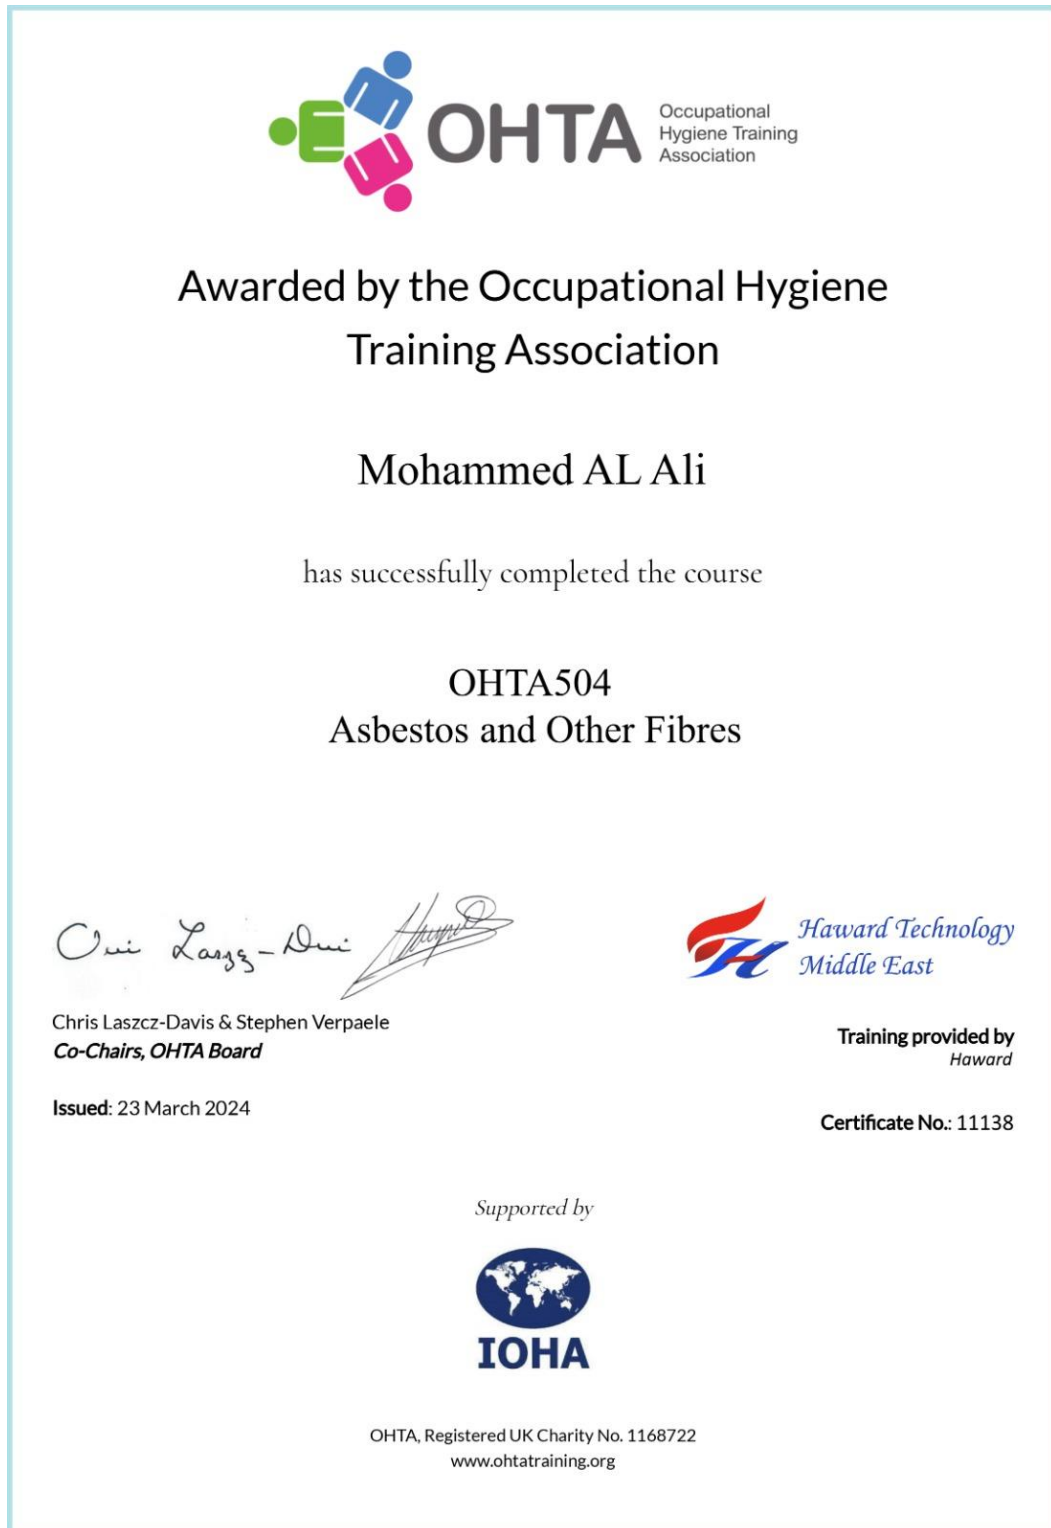 OHTA
Occupational
Hygiene Training
Association
Awarded by the Occupational Hygiene
Training Association
Mohammed AL Ali
has successfully completed the course
OHTA504
Asbestos and Other Fibres
Haward Technology
Middle East
Chris Laszcz-Davis & Stephen Verpaele
Co-Chairs, OHTA Board
Training provided by
Haward
Issued: 23 March 2024
Certificate No.: 11138
Supported by
IOHA
OHTA, Registered UK Charity No. 1168722
www.ohtatraining.org